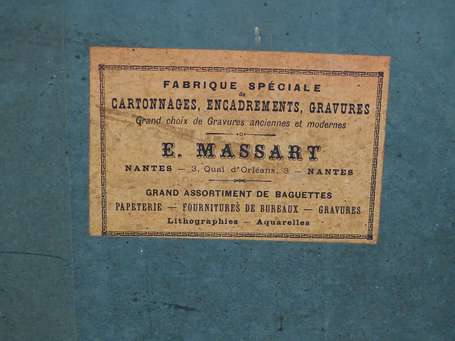 FABRIQUE SPÉCIALE
de
CARTONNAGES, ENCADREMENTS, GRAVURES
Grand choix de Gravures anciennes et modernes
E. MASSART
NANTES — 3, Quai d'Orléans, 3 — NANTES
GRAND ASSORTIMENT DE BAGUETTES
PAPETERIE — FOURNITURES DE BUREAUX — GRAVURES
Lithographies — Aquarelles